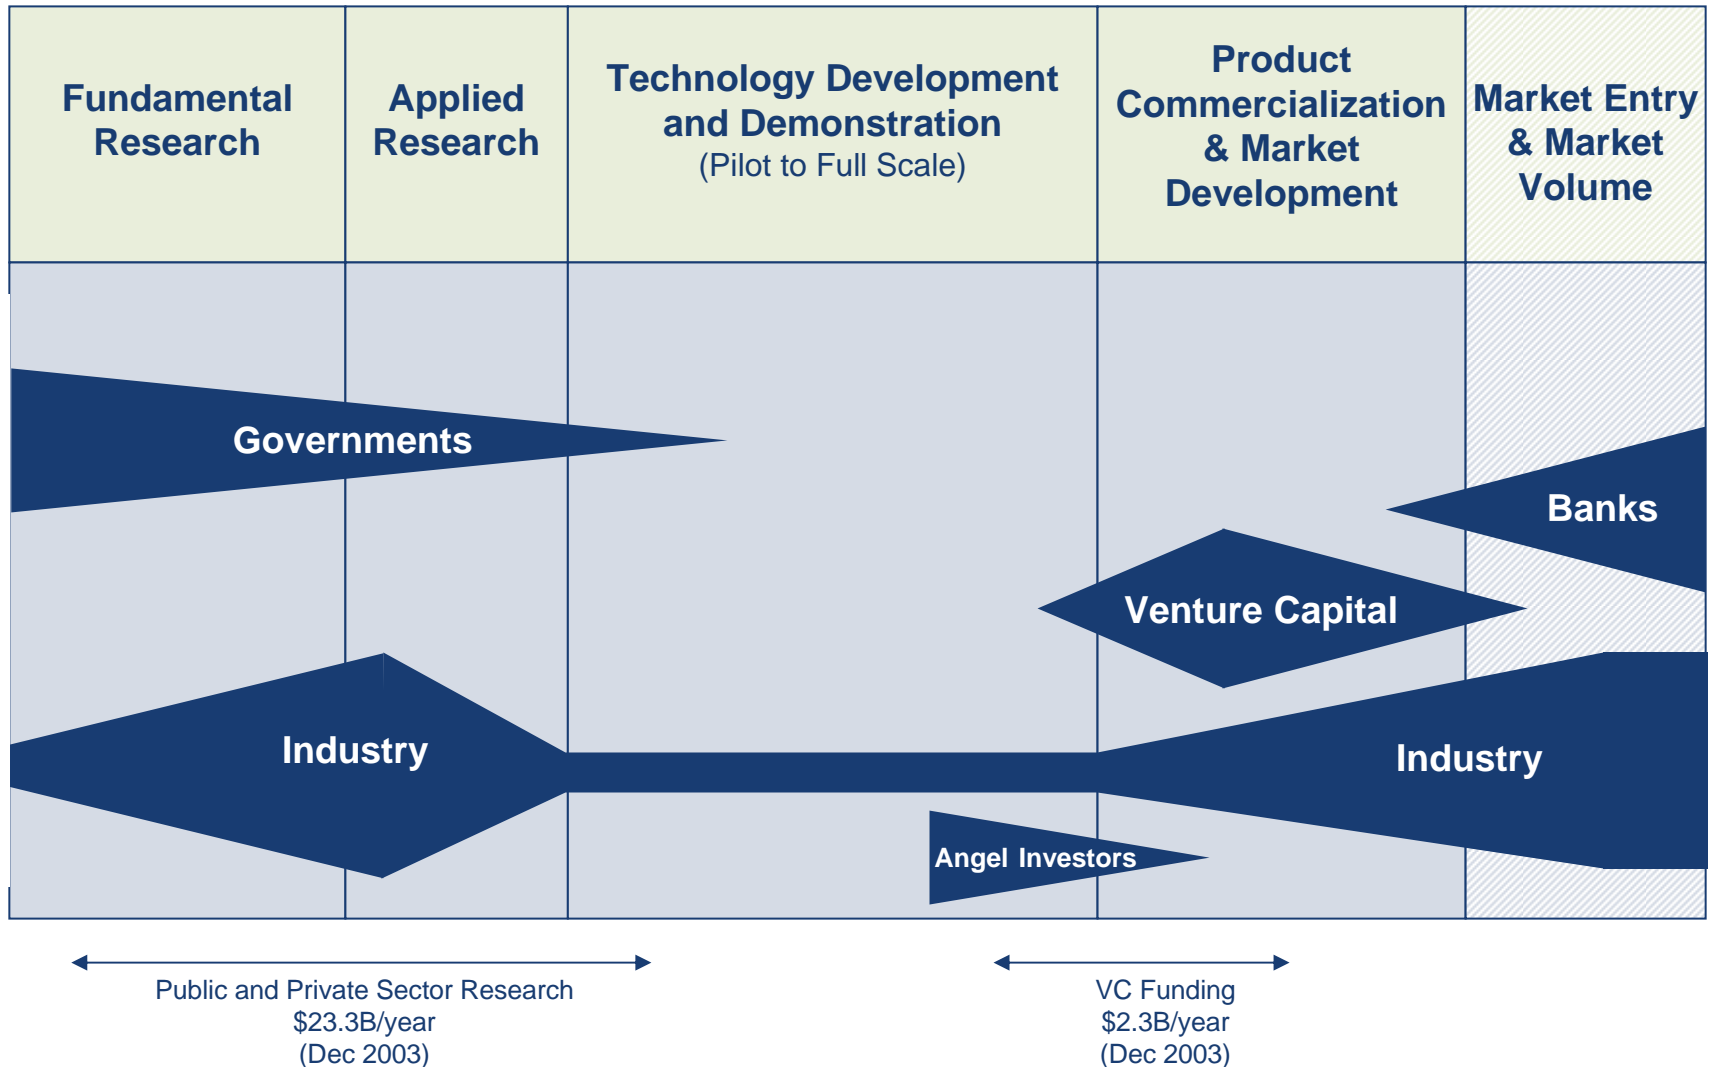 Fundamental
Research
Applied
Research
Technology Development
and Demonstration
(Pilot to Full Scale)
Product
Commercialization
& Market
Development
Market Entry
& Market
Volume
Governments
Banks
Venture Capital
Industry
Industry
Angel Investors
Public and Private Sector Research
$23.3B/year
(Dec 2003)
VC Funding
$2.3B/year
(Dec 2003)